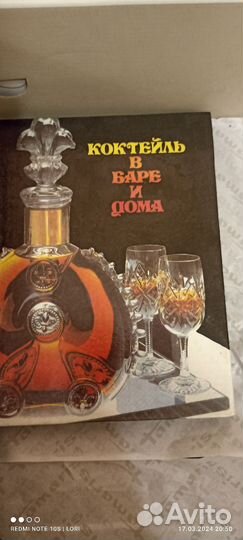 КОКТЕЙЛЬ
В
БАРЕ И
ДОМА
REDMI NOTE 10S | LORI
Avito
17.03.2024 20:50